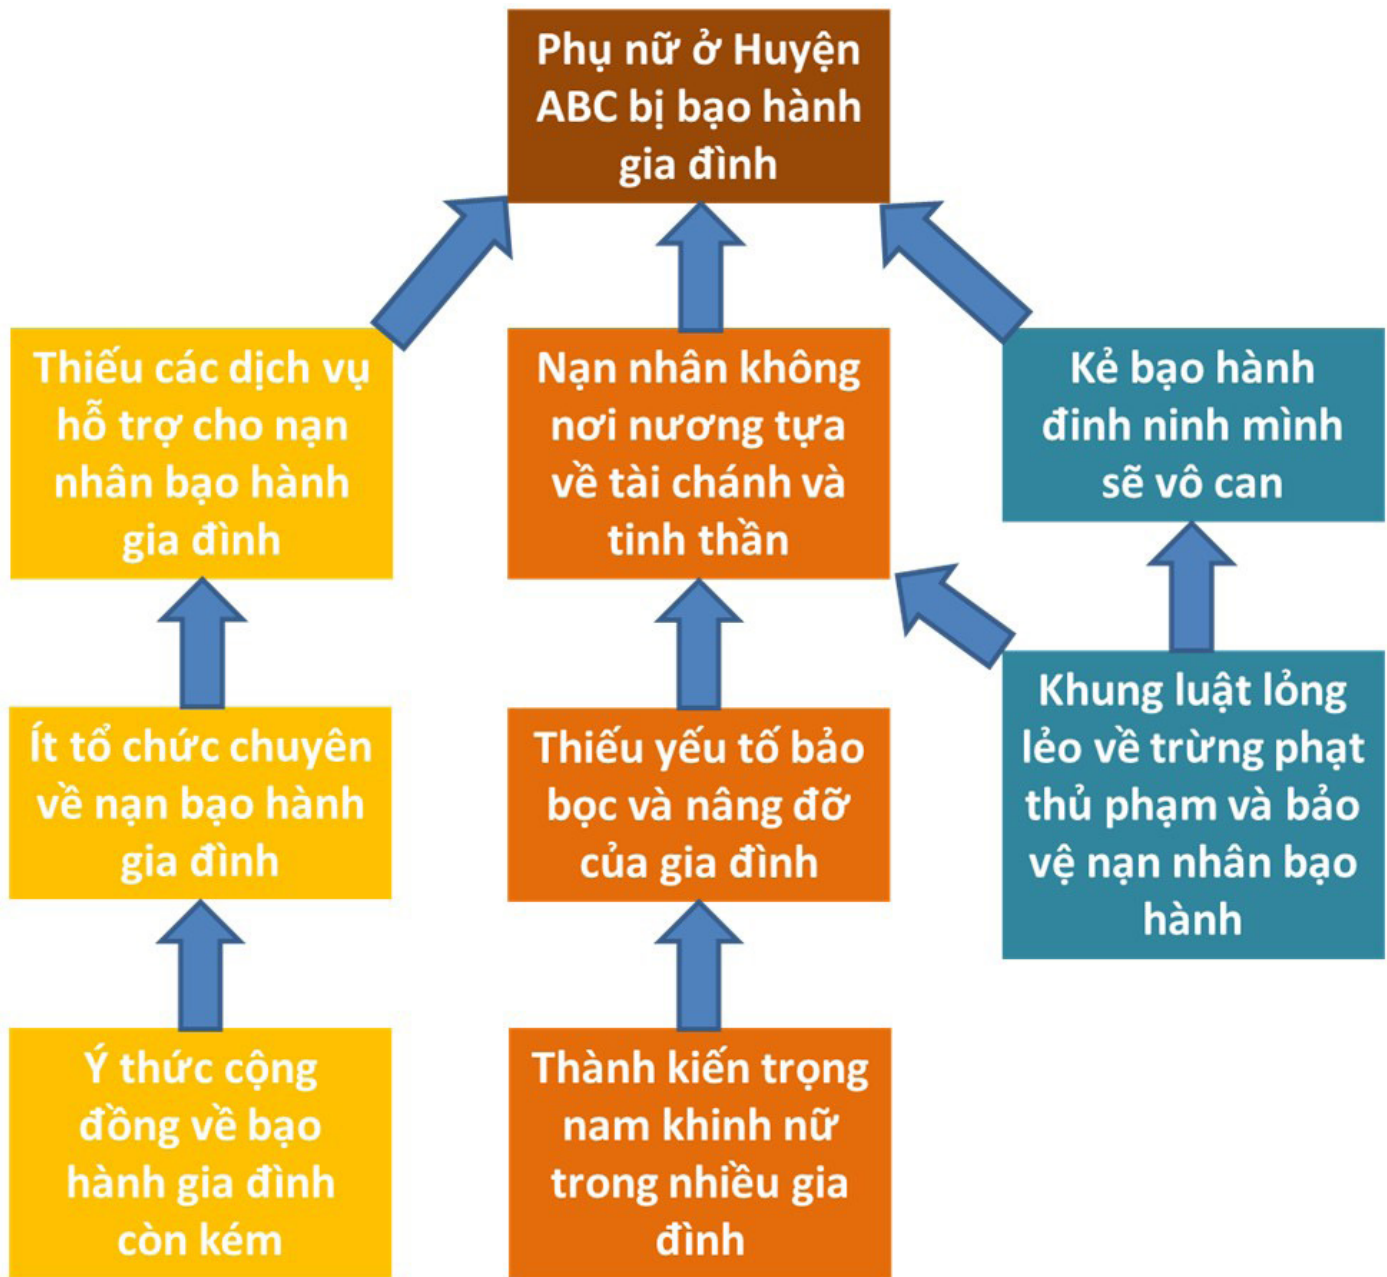 Phụ nữ ở Huyện
ABC bị bạo hành
gia đình
Thiếu các dịch vụ
hỗ trợ cho nạn
nhân bạo hành
gia đình
Nạn nhân không
nơi nương tựa
về tài chánh và
tinh thần
Kẻ bạo hành
đinh ninh mình
sẽ vô can
Ít tổ chức chuyên
về nạn bạo hành
gia đình
Thiếu yếu tố bảo
bọc và nâng đỡ
của gia đình
Khung luật lỏng
lẻo về trừng phạt
thủ phạm và bảo
vệ nạn nhân bạo
hành
Ý thức cộng
đồng về bạo
hành gia đình
còn kém
Thành kiến trọng
nam khinh nữ
trong nhiều gia
đình